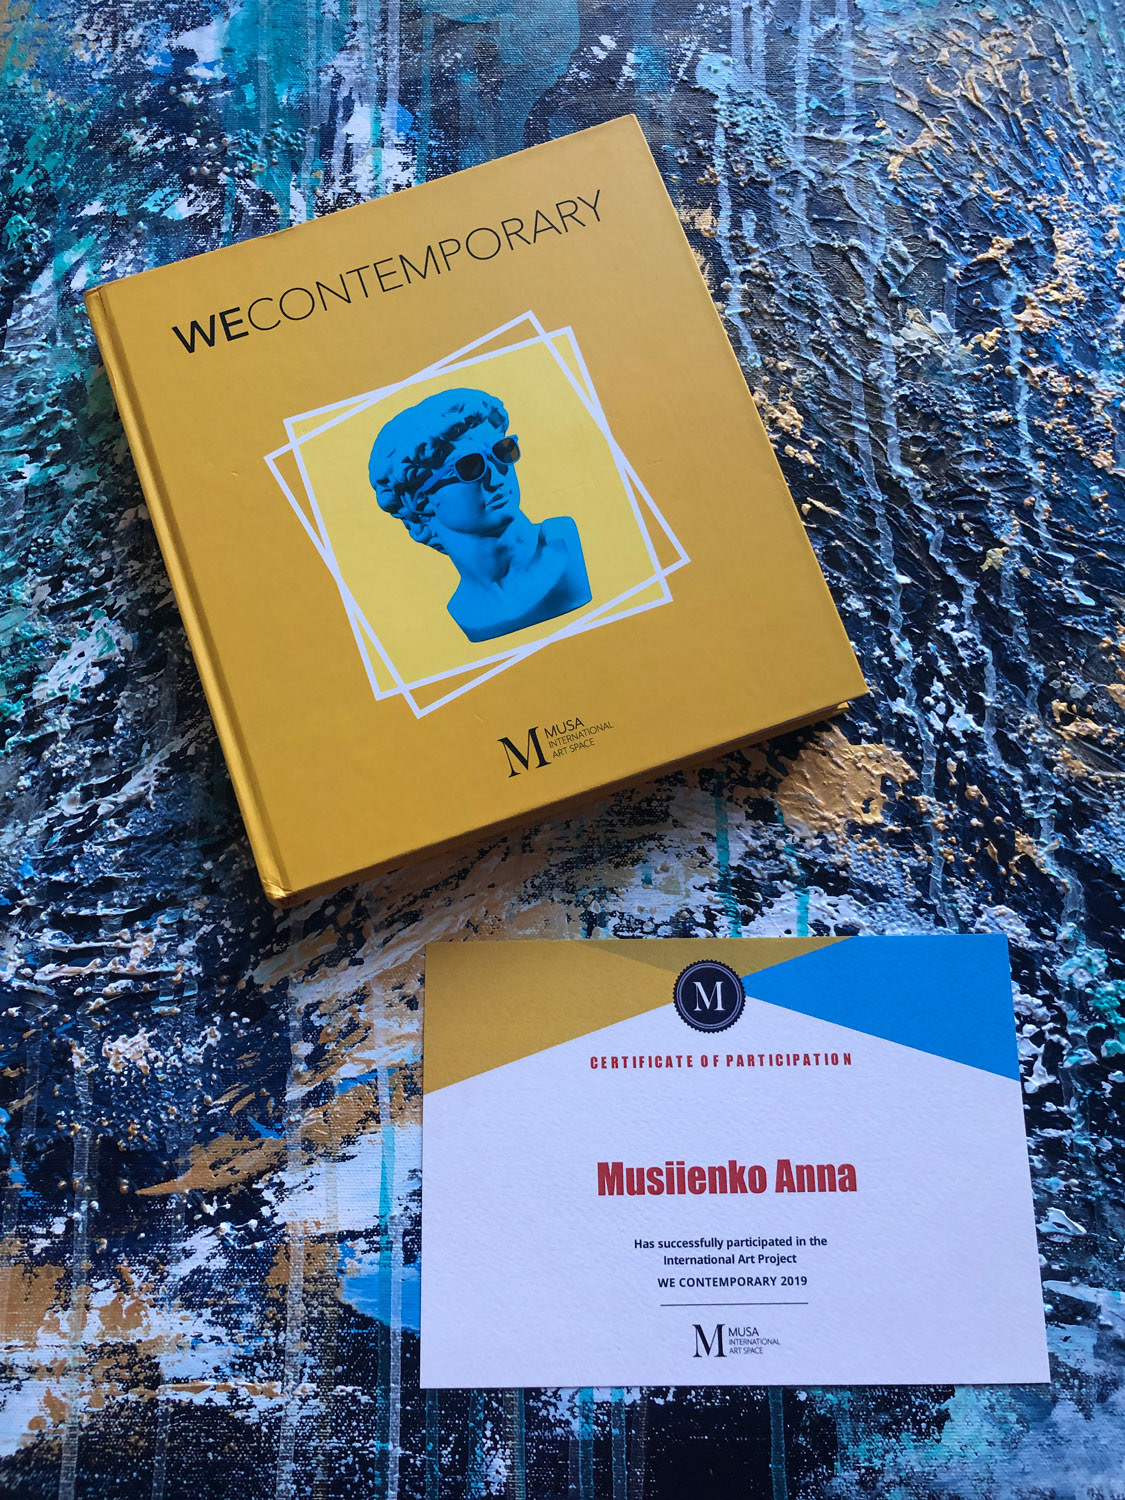 WECONTEMPORARY
M MUSA
INTERNATIONAL
ART SPACE
M
CERTIFICATE OF PARTICIPATION
Musiienko Anna
Has successfully participated in the
International Art Project
WE CONTEMPORARY 2019
M MUSA
INTERNATIONAL
ART SPACE